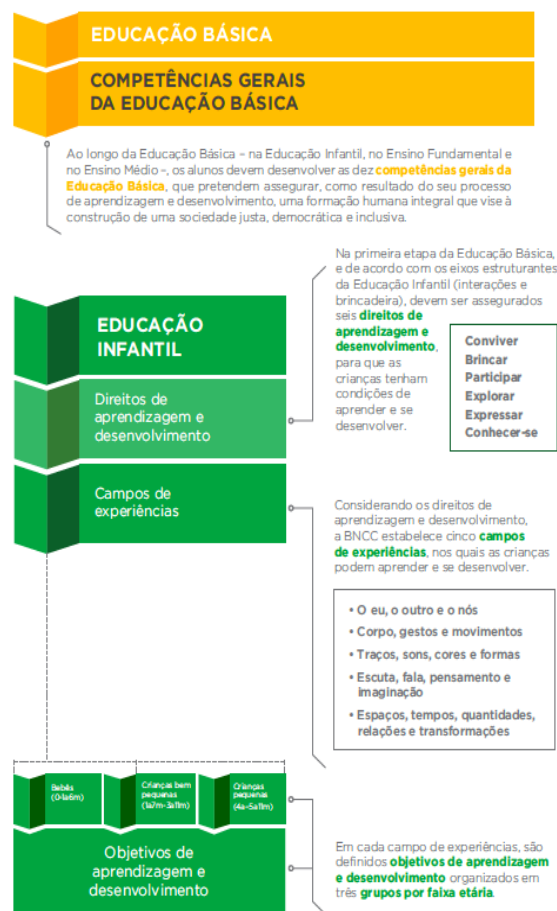 EDUCAÇÃO BÁSICA
COMPETÊNCIAS GERAIS
DA EDUCAÇÃO BÁSICA
Ao longo da Educação Básica – na Educação Infantil, no Ensino Fundamental e
no Ensino Médio –, os alunos devem desenvolver as dez competências gerais da
Educação Básica, que pretendem assegurar, como resultado do seu processo
de aprendizagem e desenvolvimento, uma formação humana integral que vise à
construção de uma sociedade justa, democrática e inclusiva.
EDUCAÇÃO
INFANTIL
Direitos de
aprendizagem e
desenvolvimento
Na primeira etapa da Educação Básica,
e de acordo com os eixos estruturantes
da Educação Infantil (interações e
brincadeira), devem ser assegurados
seis direitos de
aprendizagem e
desenvolvimento,
para que as
crianças tenham
condições de
aprender e se
desenvolver.
Conviver
Brincar
Participar
Explorar
Expressar
Conhecer-se
Campos de
experiências
Considerando os direitos de
aprendizagem e desenvolvimento,
a BNCC estabelece cinco campos
de experiências, nos quais as crianças
podem aprender e se desenvolver.
• O eu, o outro e o nós
• Corpo, gestos e movimentos
• Traços, sons, cores e formas
• Escuta, fala, pensamento e
imaginação
• Espaços, tempos, quantidades,
relações e transformações
Bebês
(0-1a6m)
Crianças bem
pequenas
(1a7m-3a11m)
Crianças
pequenas
(4a-5a11m)
Objetivos de
aprendizagem e
desenvolvimento
Em cada campo de experiências, são
definidos objetivos de aprendizagem
e desenvolvimento organizados em
três grupos por faixa etária.